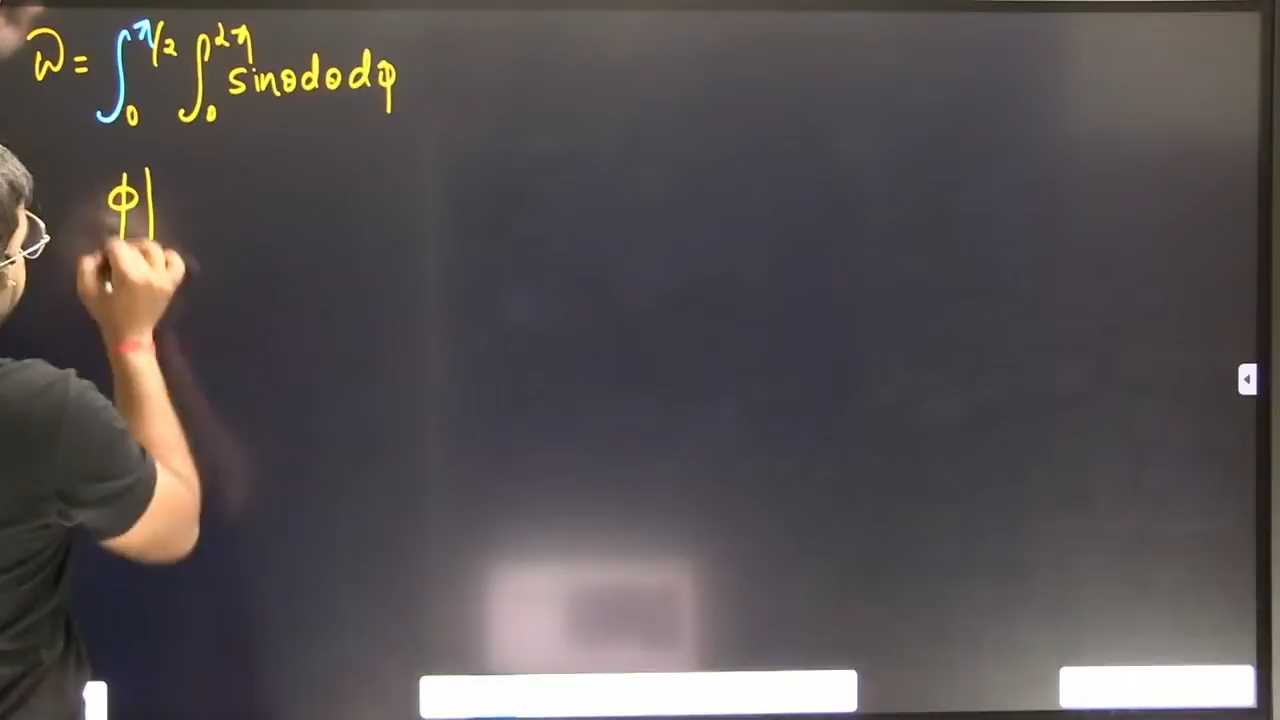 ω = ∫₀^π/2 ∫₀^2π sinθ dθ dφ
φ|